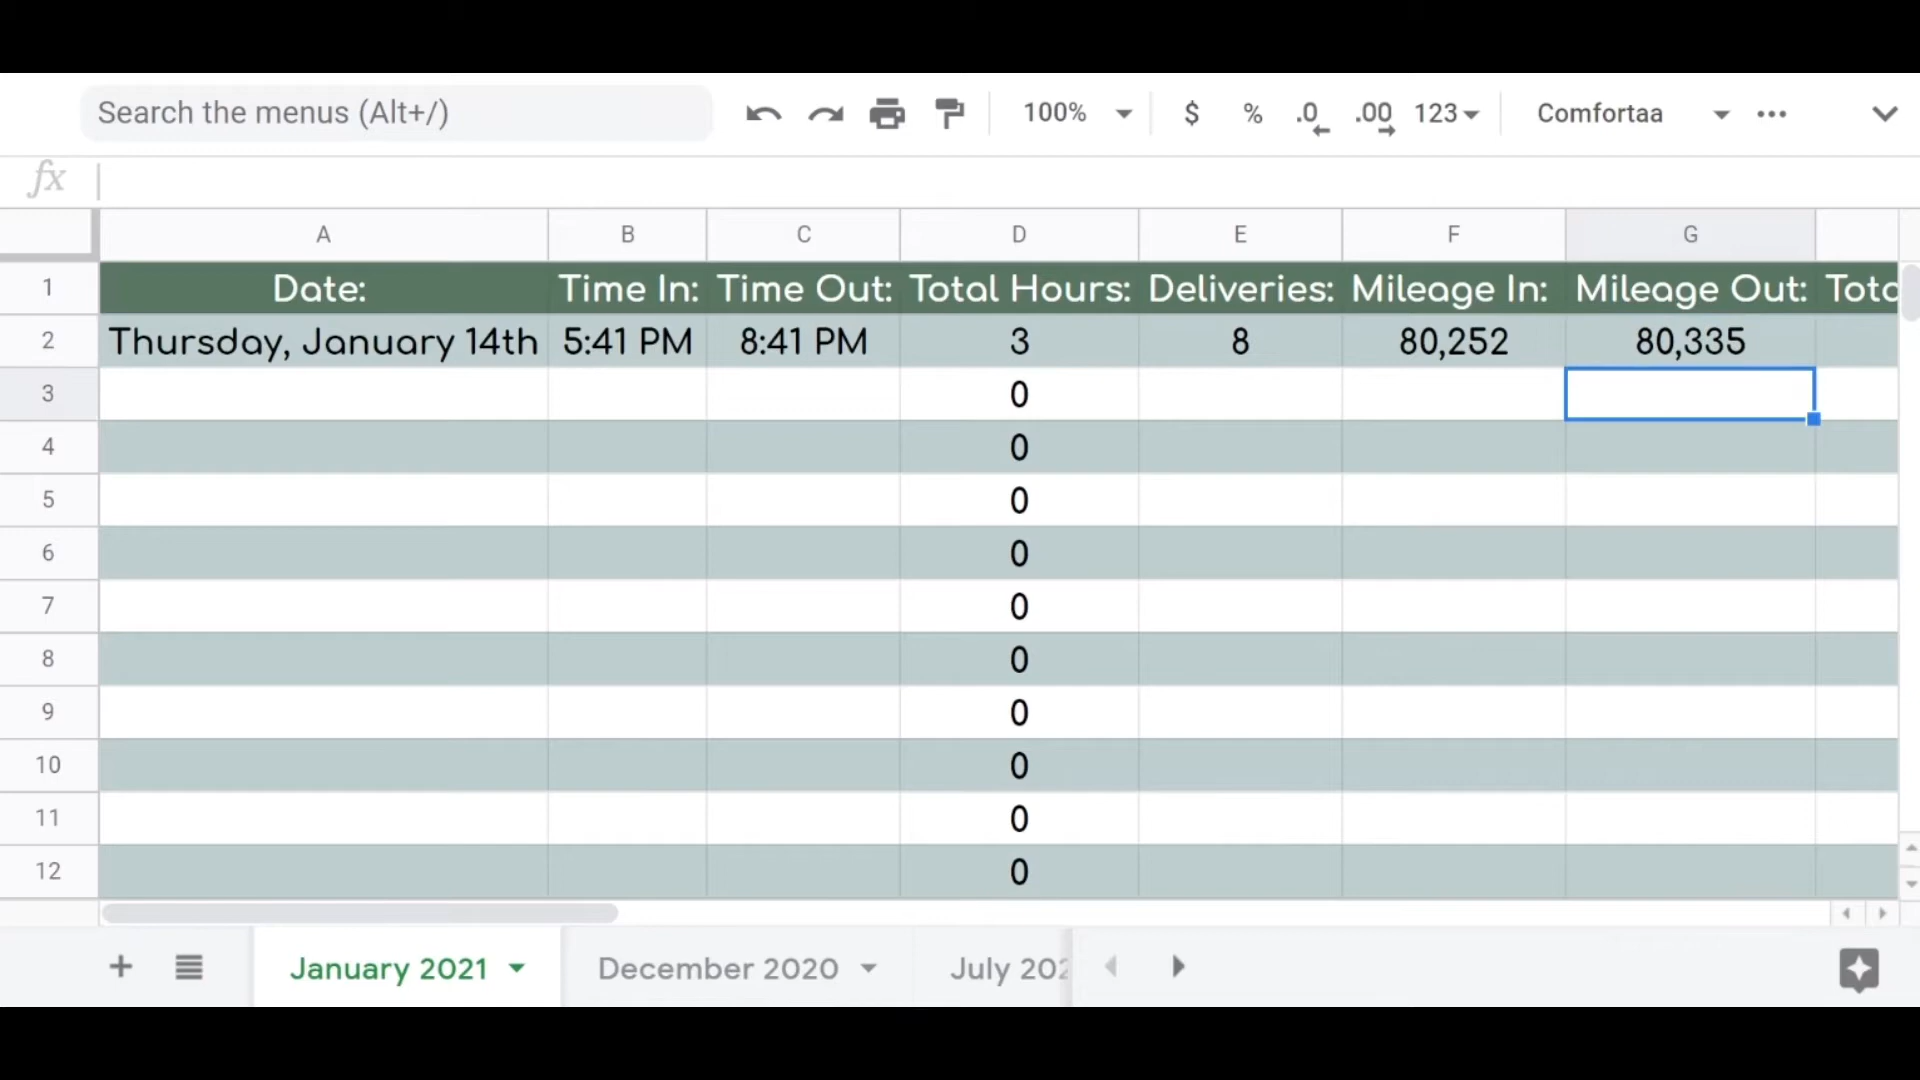 Search the menus (Alt+/) 100% $ % .0 .00 123 Comfortaa
fx
A B C D E F G
1 Date: Time In: Time Out: Total Hours: Deliveries: Mileage In: Mileage Out: Tota
2 Thursday, January 14th 5:41 PM 8:41 PM 3 8 80,252 80,335
3 0
4 0
5 0
6 0
7 0
8 0
9 0
10 0
11 0
12 0
+ January 2021 December 2020 July 202